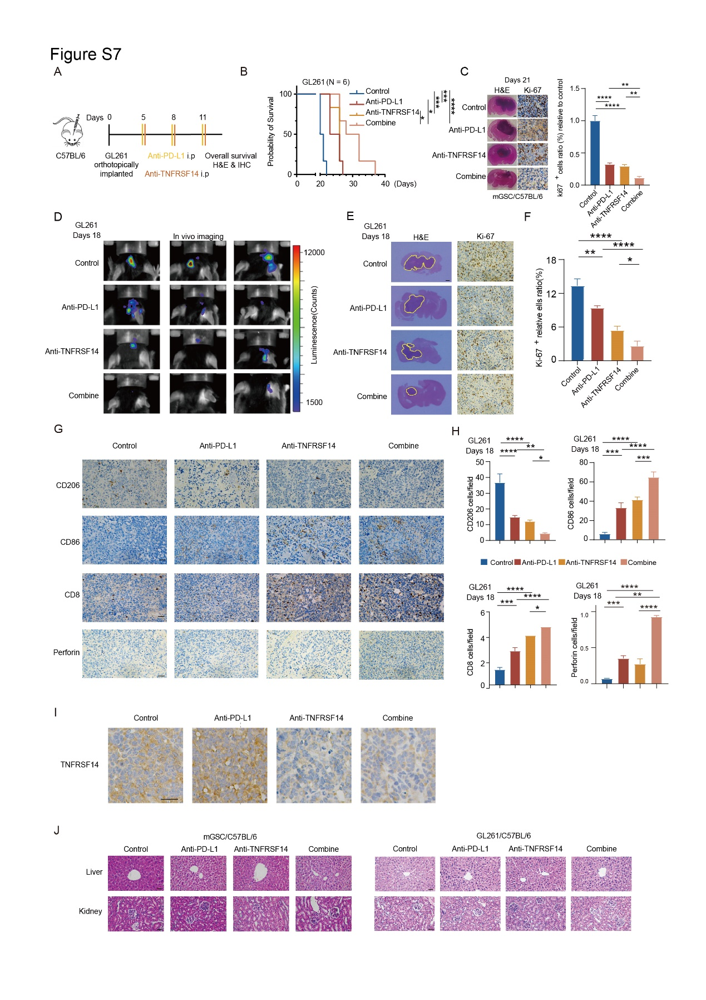 Figure S7
A
Days 0 5 8 11
C57BL/6
GL261
orthotopically
implanted
Anti-PD-L1 i.p
Anti-TNFRSF14 i.p
Overall survival
H&E & IHC
B
GL261 (N = 6)
Probability of Survival
100
50
0
0 20 30 40 (Days)
Control
Anti-PD-L1
Anti-TNFRSF14
Combine
* * *** *** ****
C
Days 21
H&E Ki-67
Control
Anti-PD-L1
Anti-TNFRSF14
Combine
mGSC/C57BL/6
ki67 + cells ratio (%) relative to control
1.5
1.0
0.5
0.0
**
**
****
****
Control
Anti-PD-L1
Anti-TNFRSF14
Combine
D
GL261
Days 18
In vivo imaging
Control
Anti-PD-L1
Anti-TNFRSF14
Combine
12000
1500
Luminescence(Counts)
E
GL261
Days 18
H&E
Ki-67
Control
Anti-PD-L1
Anti-TNFRSF14
Combine
F
****
****
**
*
Ki-67 + relative ells ratio(%)
18
12
6
0
Control
Anti-PD-L1
Anti-TNFRSF14
Combine
G
Control Anti-PD-L1 Anti-TNFRSF14 Combine
CD206
CD86
CD8
Perforin
H
GL261
Days 18
****
**
****
*
CD206 cells/field
50
40
30
20
10
0
GL261
Days 18
****
****
***
***
CD86 cells/field
80
60
40
20
0
Control Anti-PD-L1 Anti-TNFRSF14 Combine
GL261
Days 18
****
****
***
*
CD8 cells/field
6
4
2
0
GL261
Days 18
****
**
***
****
Perforin cells/field
1.0
0.5
0.0
I
Control Anti-PD-L1 Anti-TNFRSF14 Combine
TNFRSF14
J
mGSC/C57BL/6
Control Anti-PD-L1 Anti-TNFRSF14 Combine
GL261/C57BL/6
Control Anti-PD-L1 Anti-TNFRSF14 Combine
Liver
Kidney